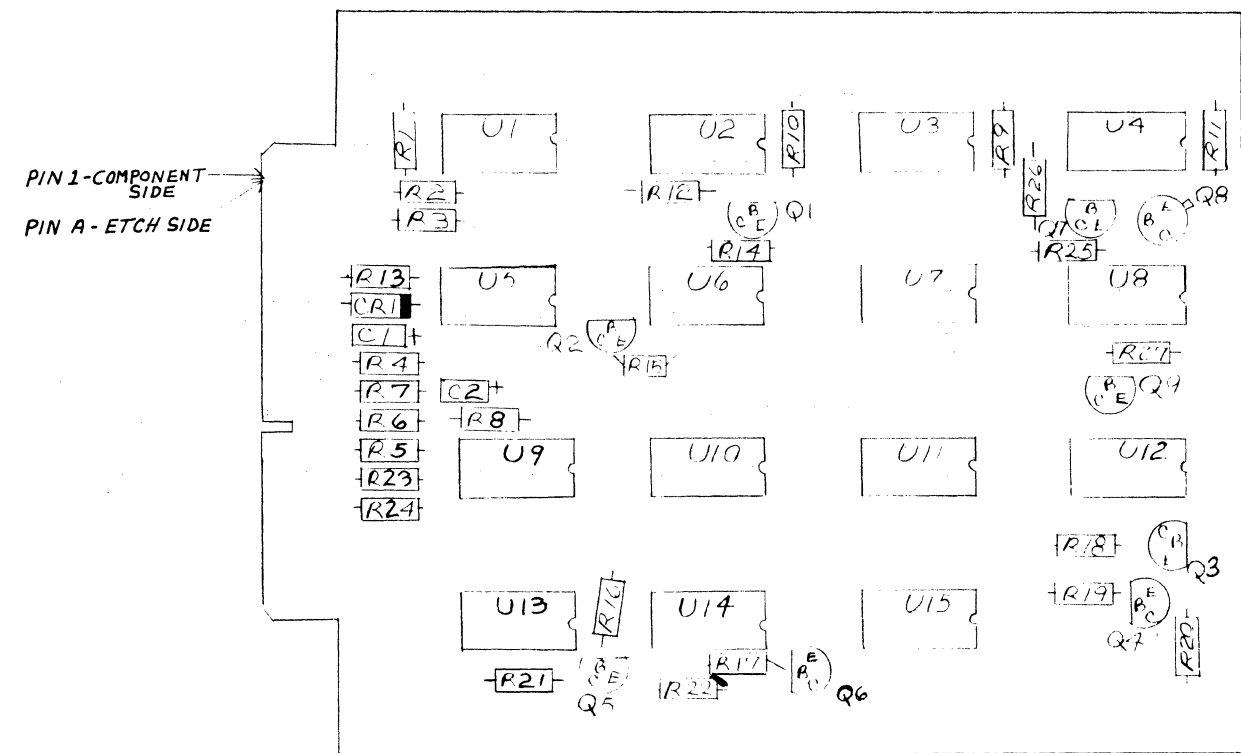 R1
U1
U2
R10
U3
R9
U4
R11
PIN 1-COMPONENT SIDE
PIN A-ETCH SIDE
R2
R3
R12
C B E
Q1
R14
R26
Q7
B C E
R25
E B C
Q8
R13
CR1
C1 +
R4
R7
R6
R5
R23
R24
U5
U6
U7
U8
Q2
C B E
R15
C2 +
R8
R27
C B E
Q9
U9
U10
U11
U12
R18
C B E
Q3
R19
B E C
R20
U13
R16
U14
U15
R21
B C E
Q5
R17
R22
E B C
Q6